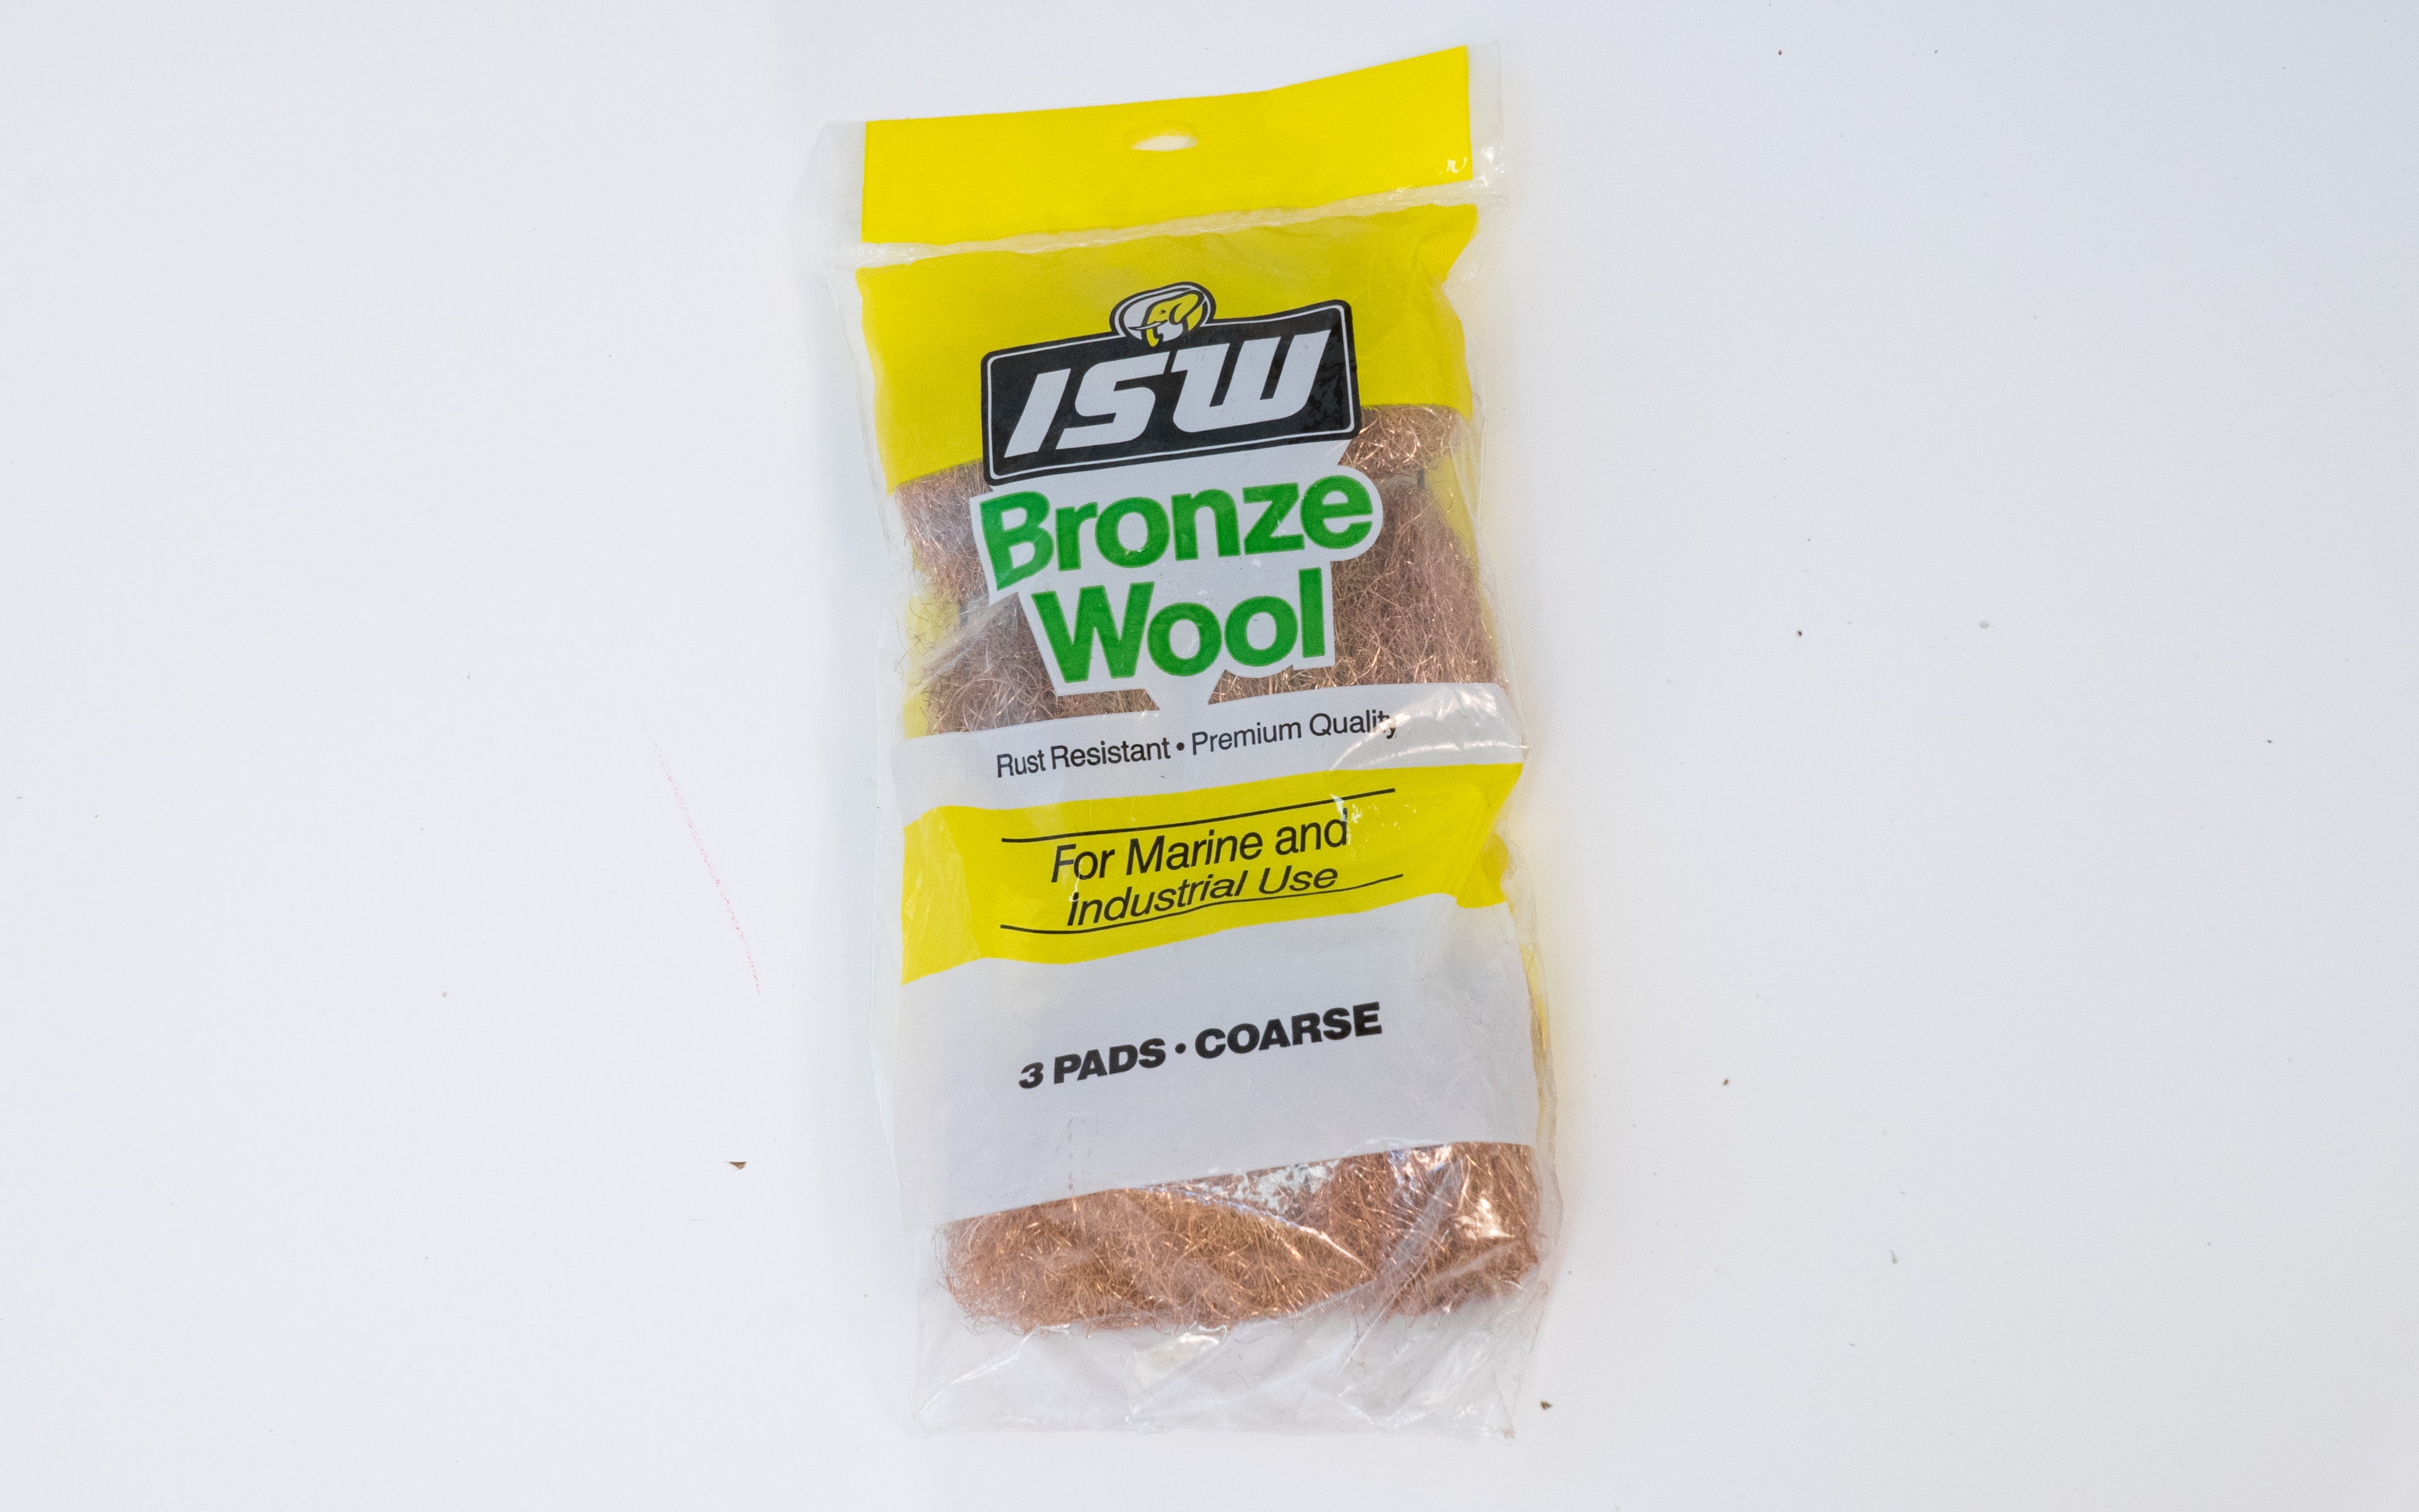 ISW
Bronze
Wool
Rust Resistant • Premium Quality
For Marine and
Industrial Use
3 PADS • COARSE